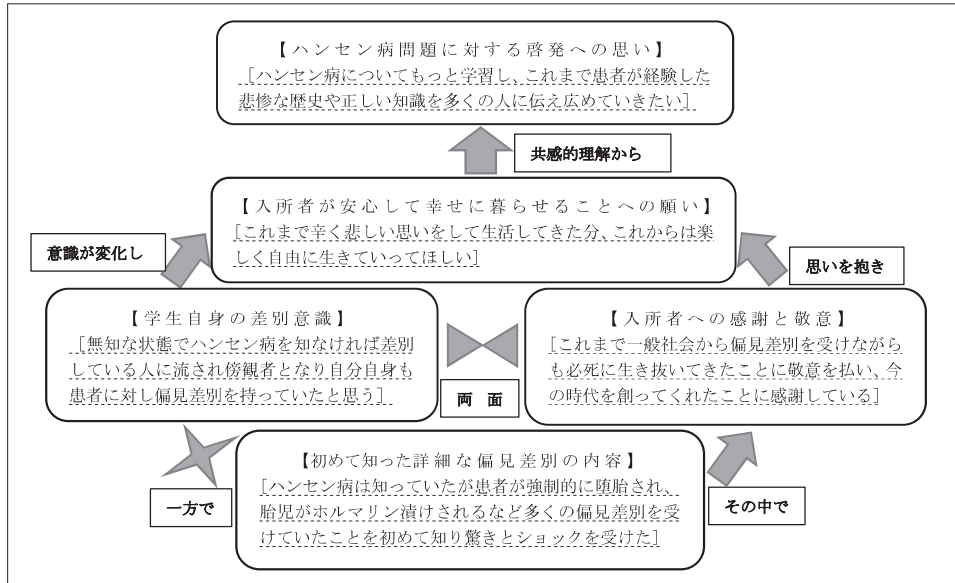 【ハンセン病問題に対する啓発への思い】
[ハンセン病についてもっと学習し、これまで患者が経験した
悲惨な歴史や正しい知識を多くの人に伝え広めていきたい]
共感的理解から
【入所者が安心して幸せに暮らせることへの願い】
[これまで辛く悲しい思いをして生活してきた分、これからは楽
しく自由に生きていってほしい]
意識が変化し
思いを抱き
【学生自身の差別意識】
[無知な状態でハンセン病を知なければ差別
している人に流され傍観者となり自分自身も
患者に対し偏見差別を持っていたと思う]
両 面
【入所者への感謝と敬意】
[これまで一般社会から偏見差別を受けながら
も必死に生き抜いてきたことに敬意を払い、今
の時代を創ってくれたことに感謝している]
一方で
【初めて知った詳細な偏見差別の内容】
[ハンセン病は知っていたが患者が強制的に堕胎され、
胎児がホルマリン漬けされるなど多くの偏見差別を受
けていたことを初めて知り驚きとショックを受けた]
その中で